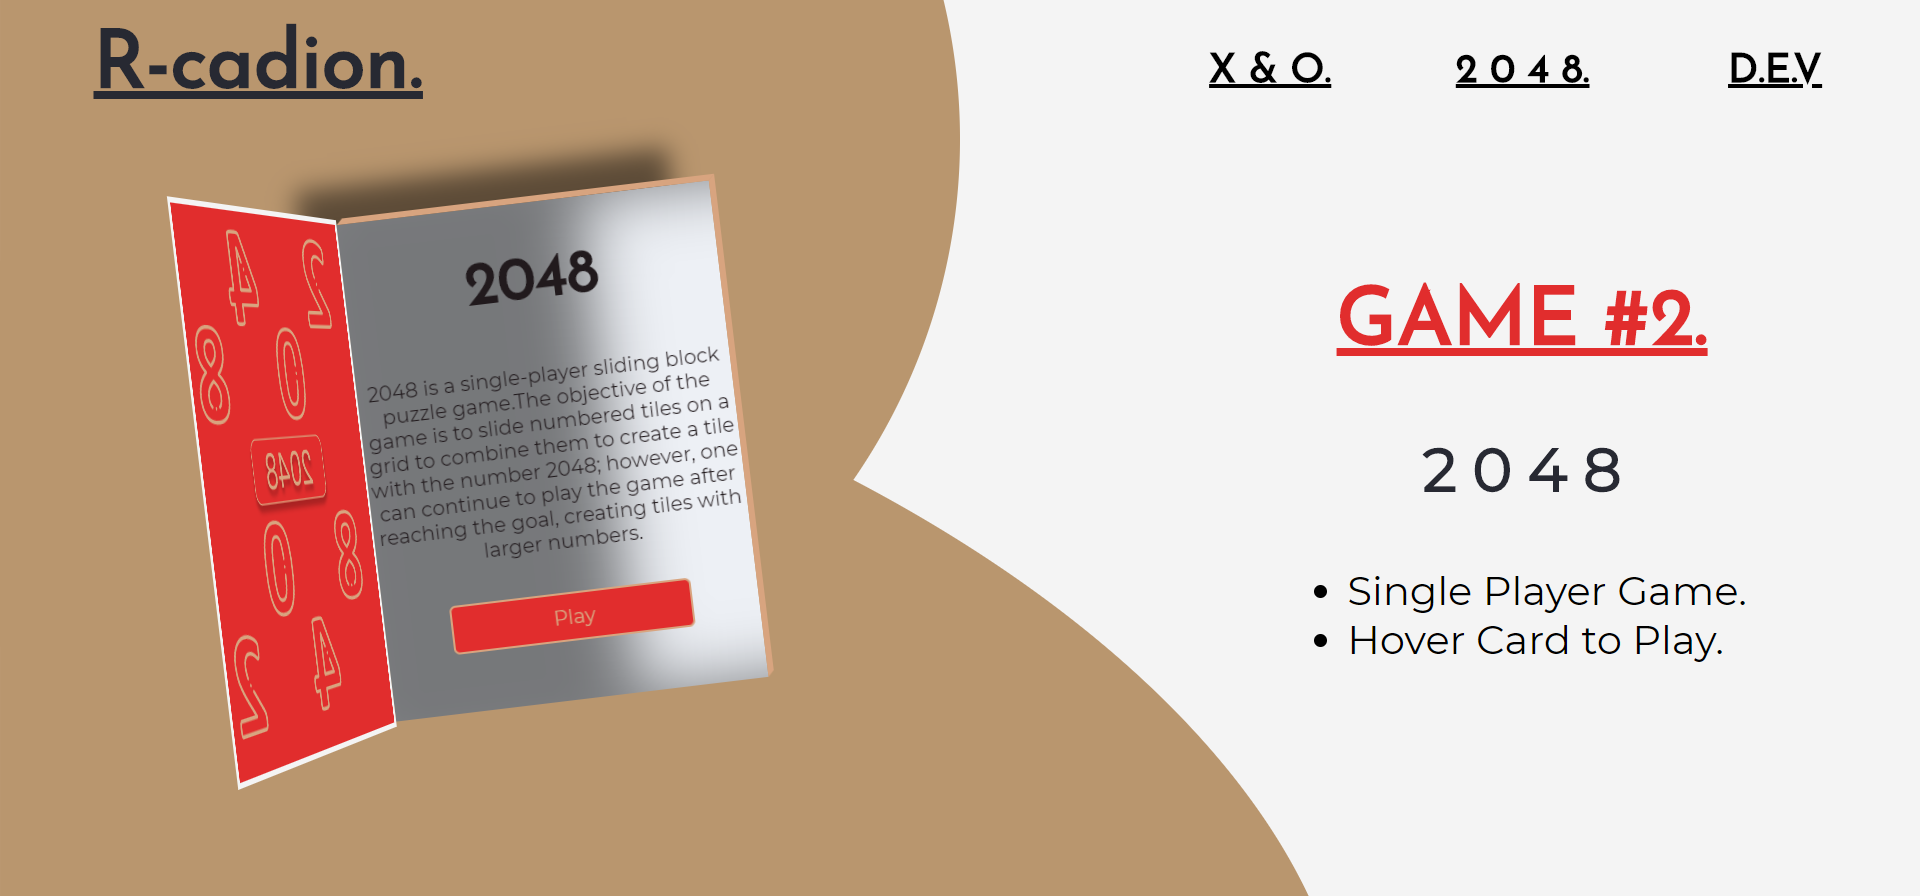 R-cadion.
X & O.
2 0 4 8.
D.E.V
4 2
8 0
2048
0 8
2 4
2048
2048 is a single-player sliding block
puzzle game.The objective of the
game is to slide numbered tiles on a
grid to combine them to create a tile
with the number 2048; however, one
can continue to play the game after
reaching the goal, creating tiles with
larger numbers.
Play
GAME #2.
2 0 4 8
Single Player Game.
Hover Card to Play.